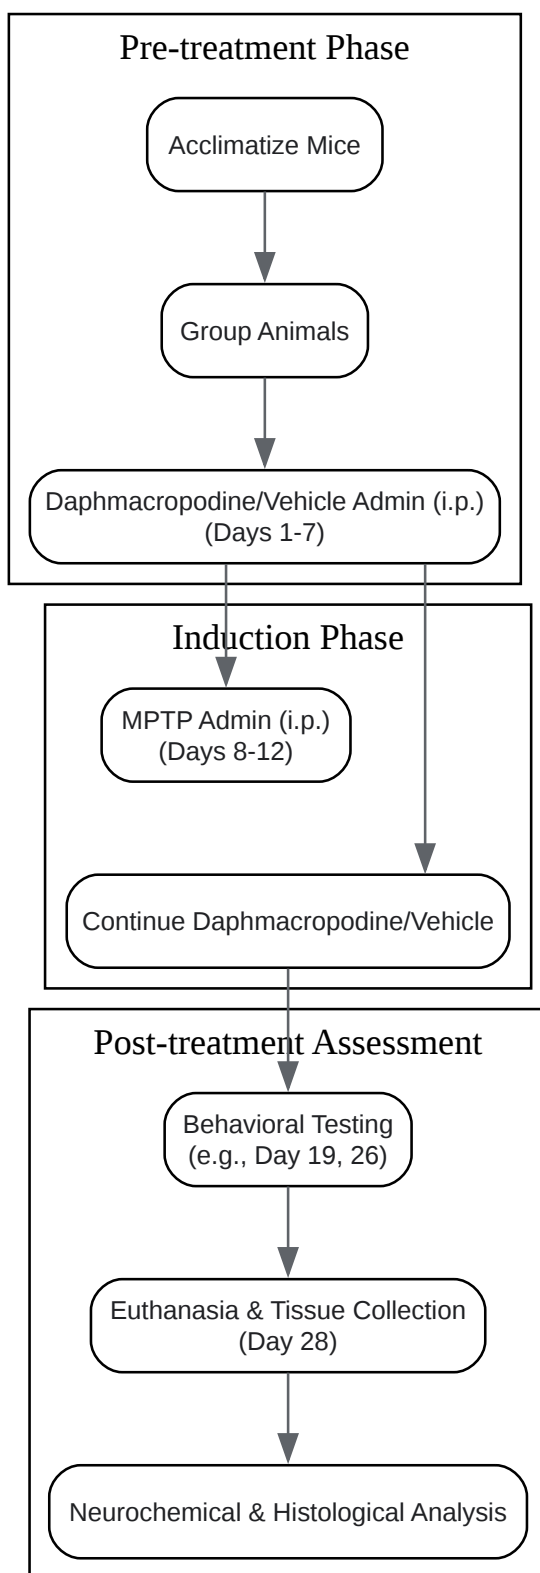 Pre-treatment Phase
Acclimatize Mice
Group Animals
Daphmacropodine/Vehicle Admin (i.p.)
(Days 1-7)
Induction Phase
MPTP Admin (i.p.)
(Days 8-12)
Continue Daphmacropodine/Vehicle
Post-treatment Assessment
Behavioral Testing
(e.g., Day 19, 26)
Euthanasia & Tissue Collection
(Day 28)
Neurochemical & Histological Analysis